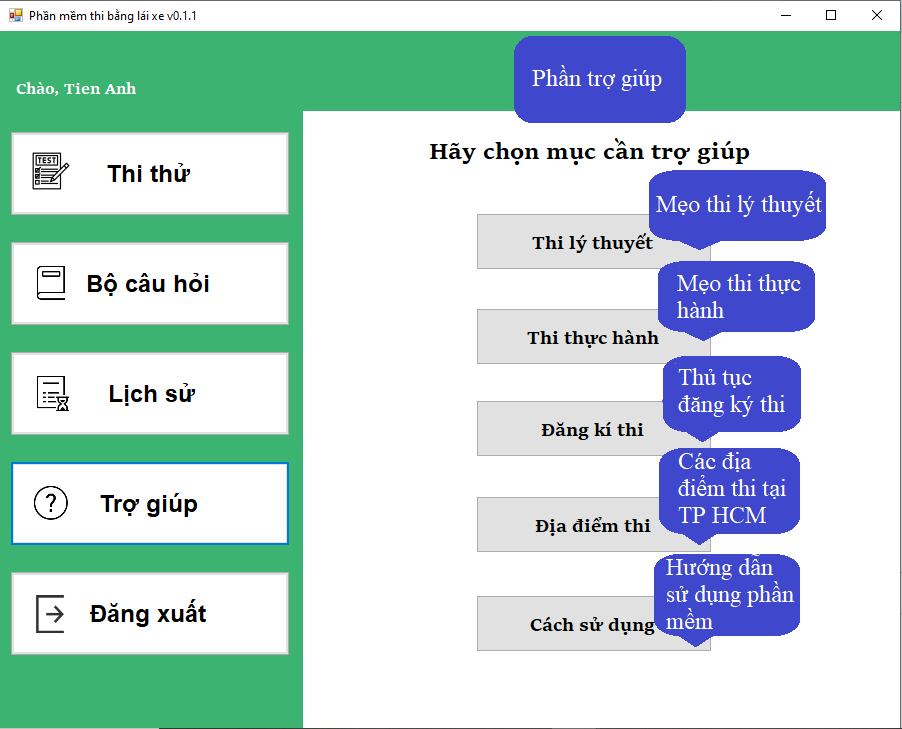 Phần mềm thi bằng lái xe v0.1.1
Chào, Tien Anh
Phần trợ giúp
TEST
Thi thử
Bộ câu hỏi
Lịch sử
Trợ giúp
Đăng xuất
Hãy chọn mục cần trợ giúp
Mẹo thi lý thuyết
Thi lý thuyết
Mẹo thi thực
hành
Thi thực hành
Thủ tục
đăng ký thi
Đăng kí thi
Các địa
điểm thi tại
TP HCM
Địa điểm thi
Hướng dẫn
sử dụng phần
mềm
Cách sử dụng